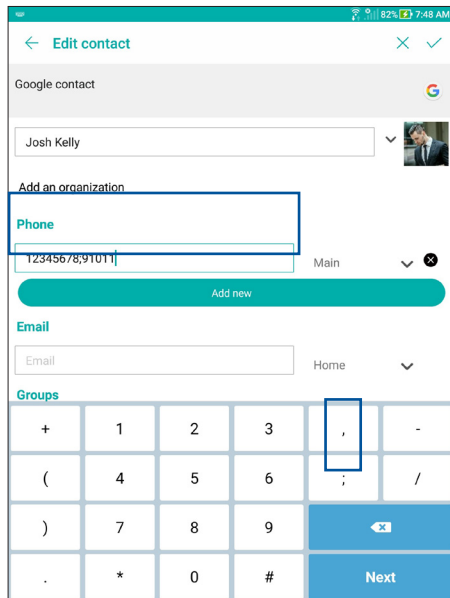 82% 7:48 AM
Edit contact
Google contact
G
Josh Kelly
Add an organization
Phone
12345678;91011
Main
Add new
Email
Email
Home
Groups
+ 1 2 3 , -
( 4 5 6 ; /
) 7 8 9
. * 0 # Next